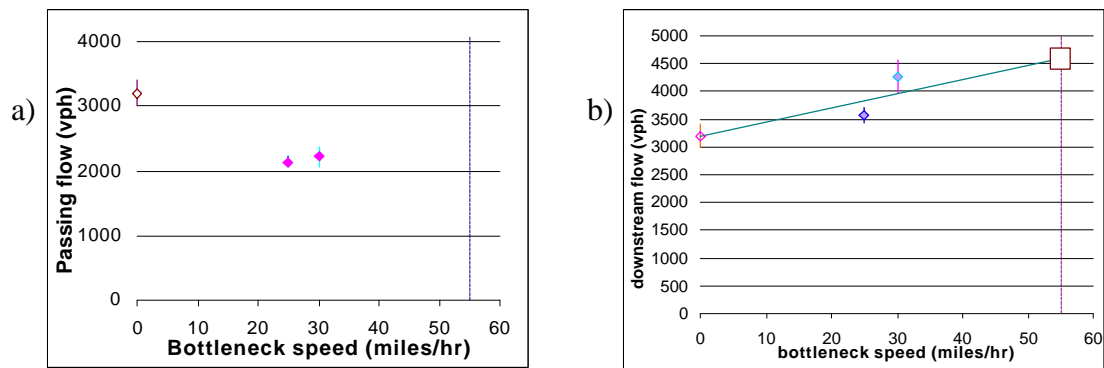 a)
Passing flow (vph)
4000
3000
2000
1000
0
0 10 20 30 40 50 60
Bottleneck speed (miles/hr)
b)
downstream flow (vph)
5000
4500
4000
3500
3000
2500
2000
1500
1000
500
0
0 10 20 30 40 50 60
bottleneck speed (miles/hr)